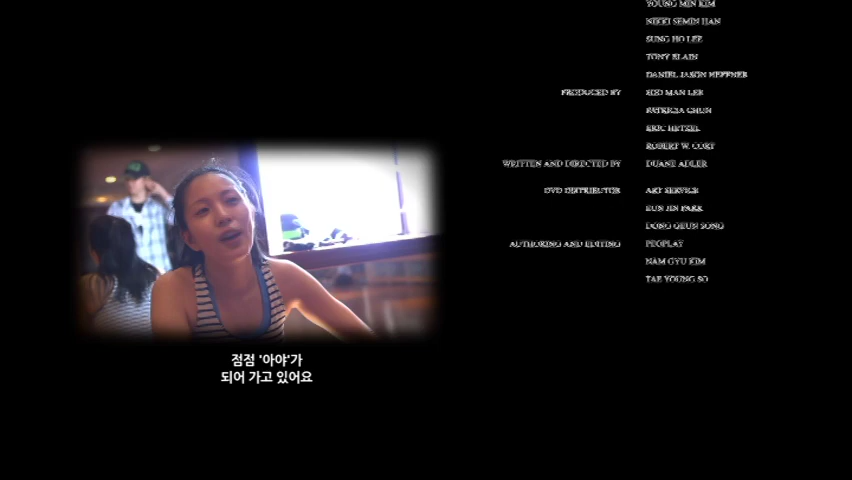 점점 '아야'가
되어 가고 있어요
YOUNG MIN KIM
NIKKI SEMIN HAN
SUNG HO LEE
TONY BLAIN
DANIEL JASON HEFFNER
PRODUCED BY SOO MAN LEE
PATRICIA CHUN
ERIC HETZEL
ROBERT W. CORT
WRITTEN AND DIRECTED BY DUANE ADLER
DVD DISTRIBUTOR ART SERVICE
EUN JIN PARK
DONG GEUN SONG
AUTHORING AND EDITING PEOPLAY
NAM GYU KIM
TAE YOUNG SO